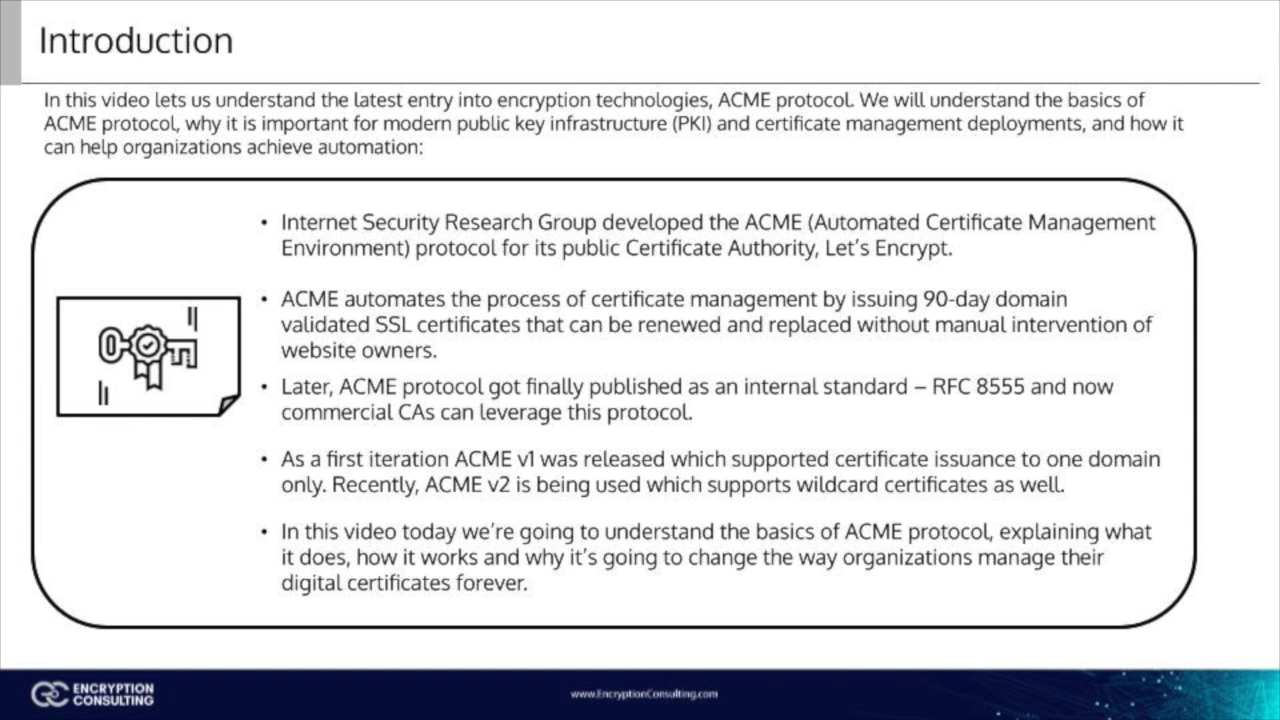 Introduction
In this video lets us understand the latest entry into encryption technologies, ACME protocol. We will understand the basics of
ACME protocol, why it is important for modern public key infrastructure (PKI) and certificate management deployments, and how it
can help organizations achieve automation:
• Internet Security Research Group developed the ACME (Automated Certificate Management
Environment) protocol for its public Certificate Authority, Let's Encrypt.
• ACME automates the process of certificate management by issuing 90-day domain
validated SSL certificates that can be renewed and replaced without manual intervention of
website owners.
• Later, ACME protocol got finally published as an internal standard – RFC 8555 and now
commercial CAs can leverage this protocol.
• As a first iteration ACME v1 was released which supported certificate issuance to one domain
only. Recently, ACME v2 is being used which supports wildcard certificates as well.
• In this video today we're going to understand the basics of ACME protocol, explaining what
it does, how it works and why it's going to change the way organizations manage their
digital certificates forever.
ENCRYPTION
CONSULTING
www.EncryptionConsulting.com